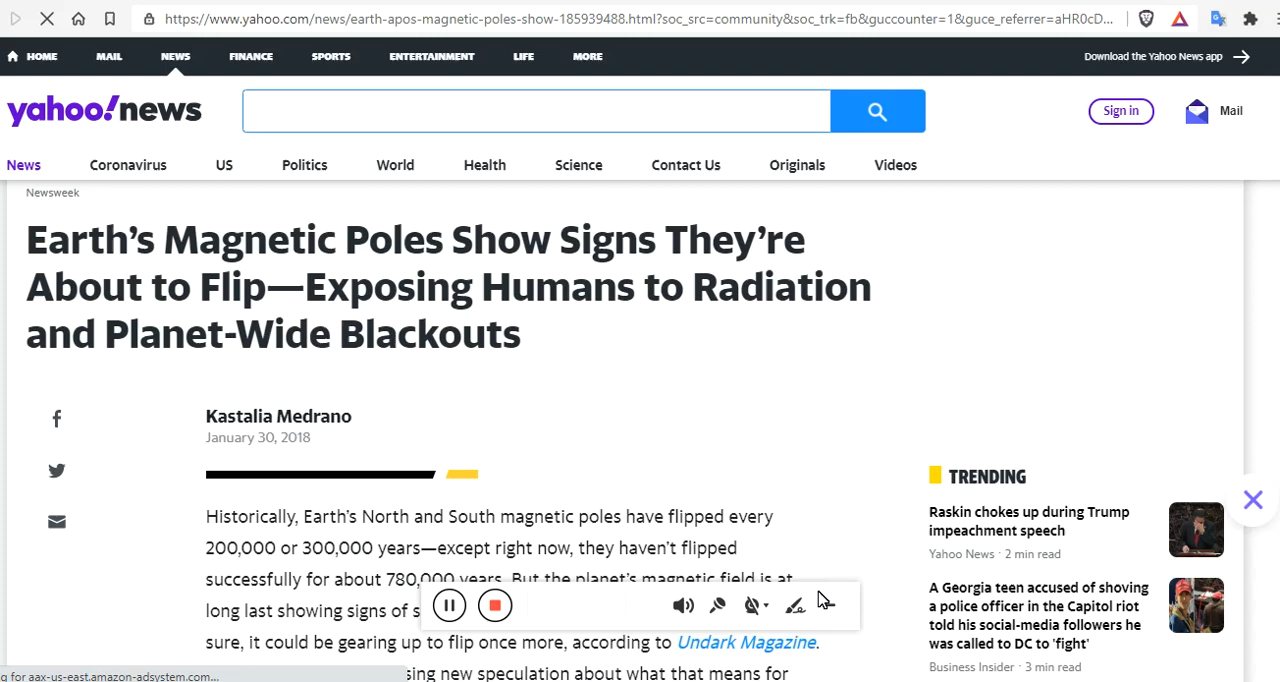 https://www.yahoo.com/news/earth-apos-magnetic-poles-show-185939488.html?soc_src=community&soc_trk=fb&guccounter=1&guce_referrer=aHR0cD...
HOME MAIL NEWS FINANCE SPORTS ENTERTAINMENT LIFE MORE Download the Yahoo News app
yahoo!news
Sign in
Mail
News Coronavirus US Politics World Health Science Contact Us Originals Videos
Newsweek
Earth’s Magnetic Poles Show Signs They’re
About to Flip—Exposing Humans to Radiation
and Planet-Wide Blackouts
Kastalia Medrano
January 30, 2018
Historically, Earth’s North and South magnetic poles have flipped every
200,000 or 300,000 years—except right now, they haven’t flipped
successfully for about 780,000 years. But the planet’s magnetic field is at
long last showing signs of
sure, it could be gearing up to flip once more, according to Undark Magazine.
new speculation about what that means for
TRENDING
Raskin chokes up during Trump
impeachment speech
Yahoo News · 2 min read
A Georgia teen accused of shoving
a police officer in the Capitol riot
told his social-media followers he
was called to DC to 'fight'
Business Insider · 3 min read
g for aax-us-east.amazon-adsystem.com...